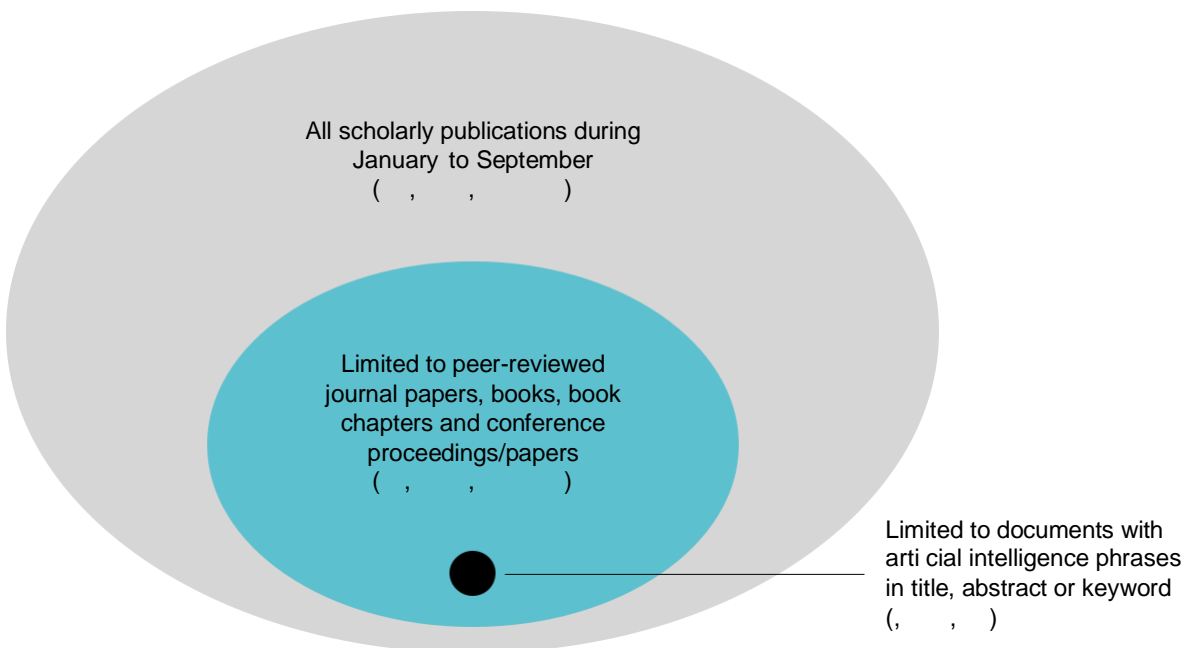 All scholarly publications during
January to September
( , , )
Limited to peer-reviewed
journal papers, books, book
chapters and conference
proceedings/papers
( , , )
Limited to documents with
arti cial intelligence phrases
in title, abstract or keyword
(, , )